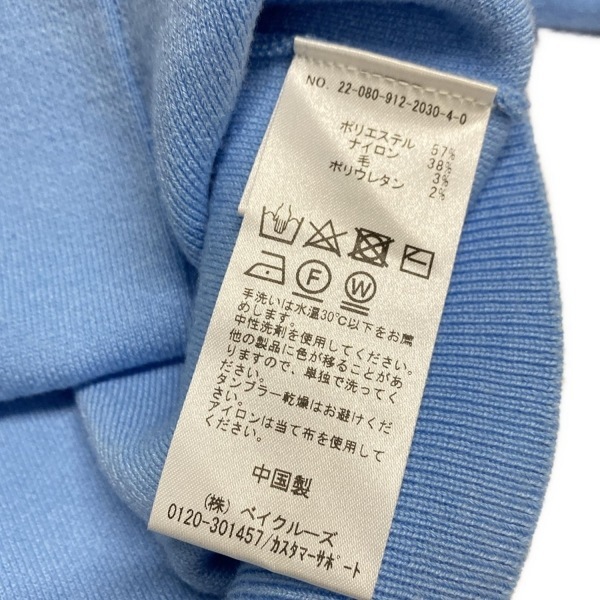 NO. 22-080-912-2030-4-0
ポリエステル 57%
ナイロン 38%
毛 3%
ポリウレタン 2%
F W
手洗いは水温30℃以下をお薦
めします。
中性洗剤を使用してください。
他の製品に色が移ることがあ
りますので、単独で洗ってく
ださい。
タンブラー乾燥はお避けくだ
さい。
アイロンは当て布を使用して
ください。
中国製
(株) ベイクルーズ
0120-301457/カスタマーサポート